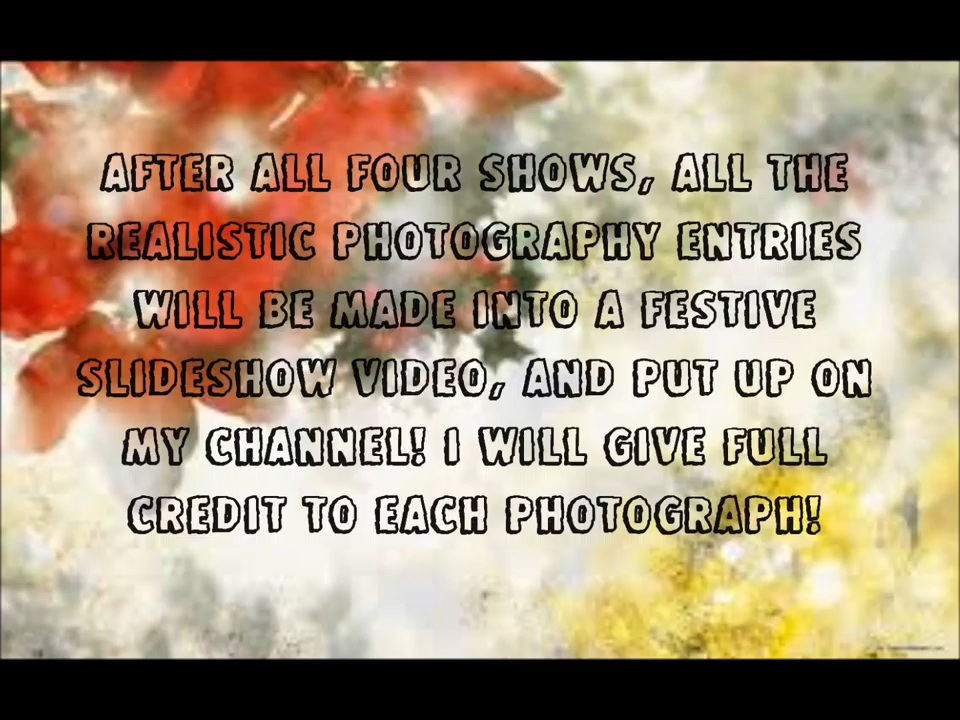 AFTER ALL FOUR SHOWS, ALL THE
REALISTIC PHOTOGRAPHY ENTRIES
WILL BE MADE INTO A FESTIVE
SLIDESHOW VIDEO, AND PUT UP ON
MY CHANNEL! I WILL GIVE FULL
CREDIT TO EACH PHOTOGRAPH!